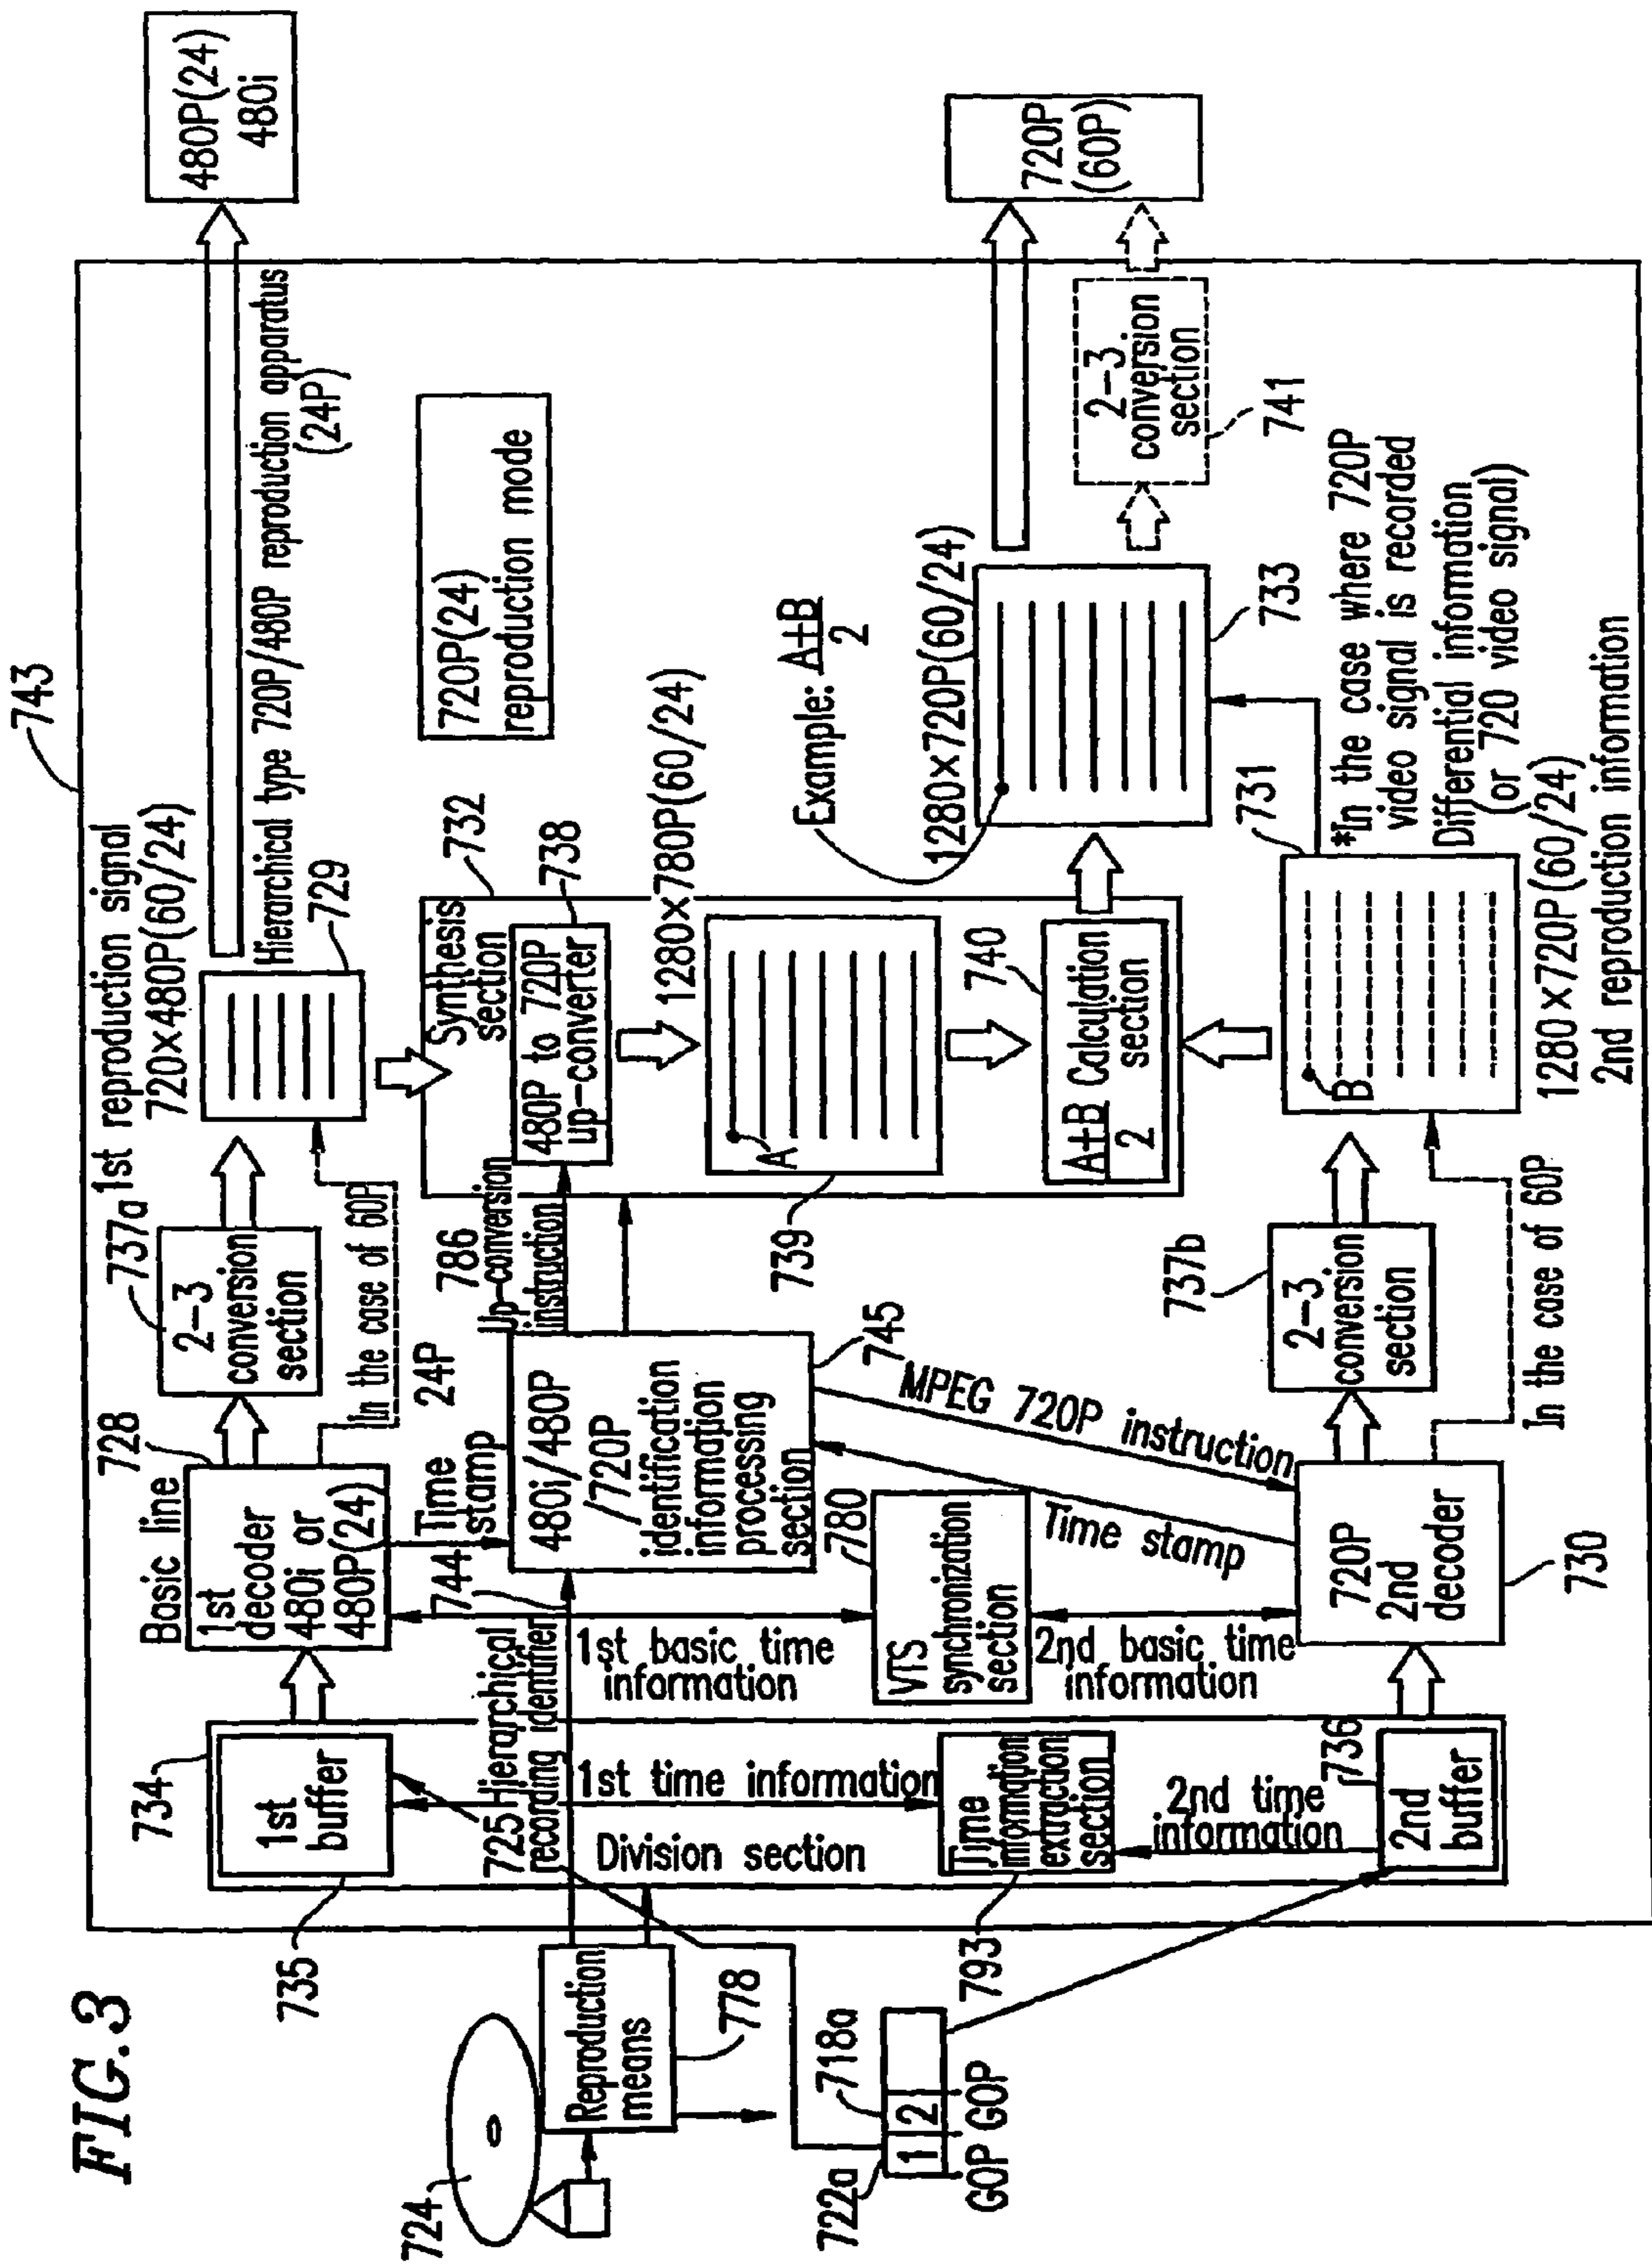 FIG.3
743
480P(24)
480i
1st reproduction signal
720×480P(60/24)
Hierarchical type 720P/480P reproduction apparatus
(24P)
729
737a
2-3
conversion
section
In the case of 60P
728
Basic line
1st
decoder
480i or
480P(24)
24P
734
1st
buffer
735
720P(24)
reproduction mode
Synthesis
section
732
480P to 720P
up-converter
738
786
Up-conversion
instruction
Time
stamp
744
480i/480P
/720P
identification
information
processing
section
745
725
Hierarchical
recording identifier
724
Reproduction
means
778
1280×780P(60/24)
A
739
A+B
2
Calculation
section
740
Example:
A+B
2
1280×720P(60/24)
733
2-3
conversion
section
741
720P
(60P)
MPEG 720P instruction
Time stamp
1st basic time
information
780
VTS
synchronization
section
2nd basic time
information
1st time information
Division section
Time
information
extraction
section
793
2nd time
information
736
2nd
buffer
722a
1
2
718a
GOP GOP
720P
2nd
decoder
730
737b
2-3
conversion
section
In the case of 60P
B
731
*In the case where 720P
video signal is recorded
Differential information
(or 720 video signal)
1280×720P(60/24)
2nd reproduction information